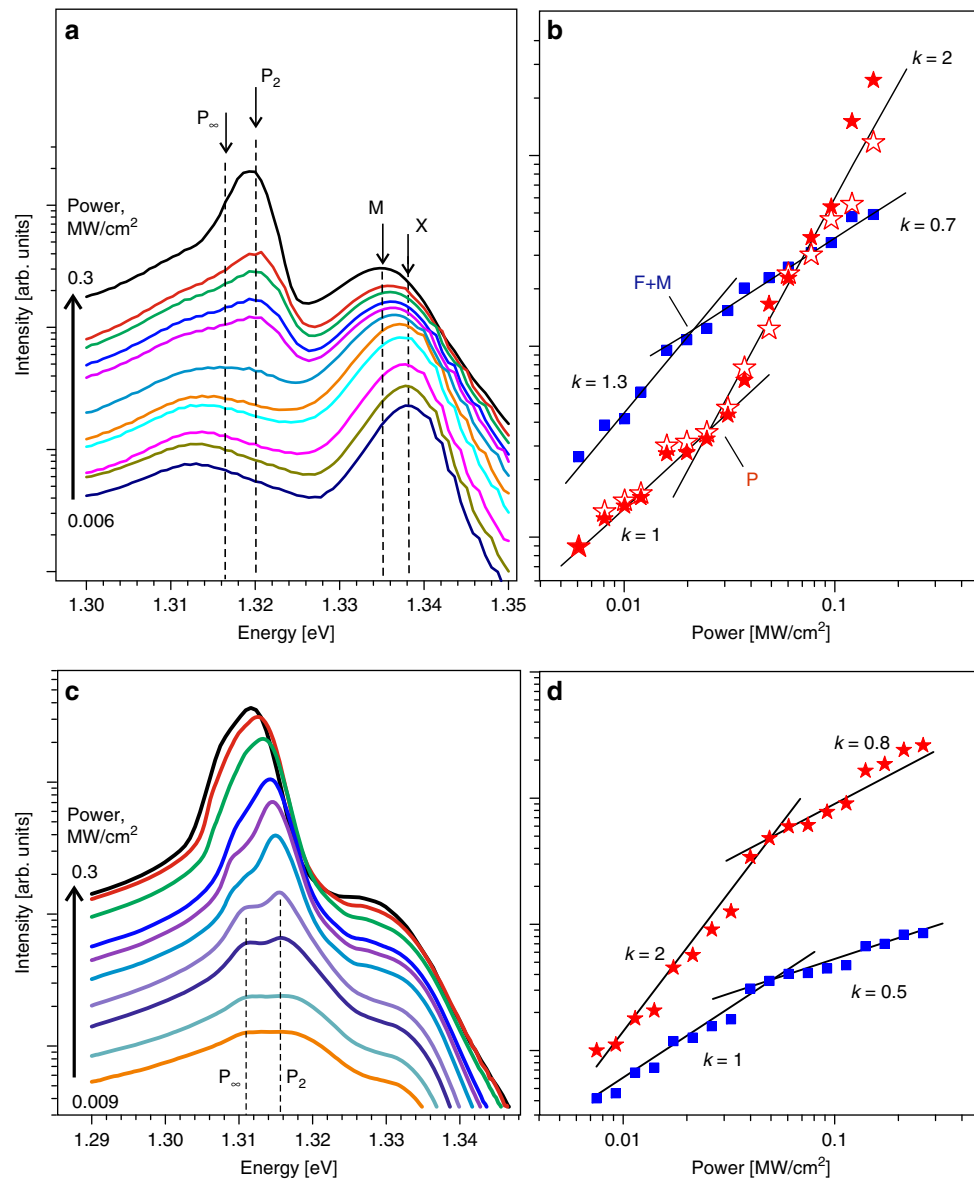 a
P∞
P2
M
X
Power,
MW/cm2
0.3
0.006
Intensity [arb. units]
1.30
1.31
1.32
1.33
1.34
1.35
Energy [eV]
b
k = 2
k = 0.7
F+M
k = 1.3
P
k = 1
0.01
0.1
Power [MW/cm2]
c
Power,
MW/cm2
0.3
0.009
Intensity [arb. units]
P∞
P2
1.29
1.30
1.31
1.32
1.33
1.34
Energy [eV]
d
k = 0.8
k = 2
k = 0.5
k = 1
0.01
0.1
Power [MW/cm2]